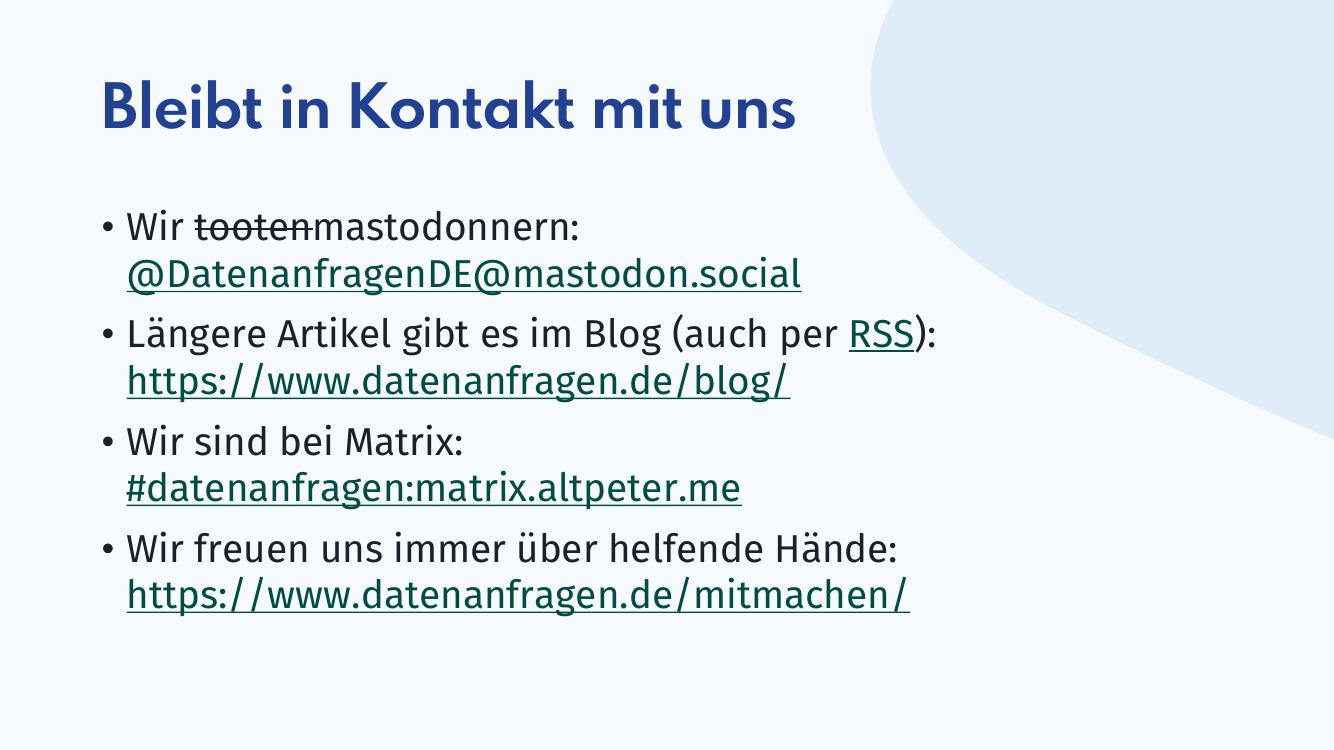 Bleibt in Kontakt mit uns
• Wir tootenmastodonnern:
@DatenanfragenDE@mastodon.social
• Längere Artikel gibt es im Blog (auch per RSS):
https://www.datenanfragen.de/blog/
• Wir sind bei Matrix:
#datenanfragen:matrix.altpeter.me
• Wir freuen uns immer über helfende Hände:
https://www.datenanfragen.de/mitmachen/